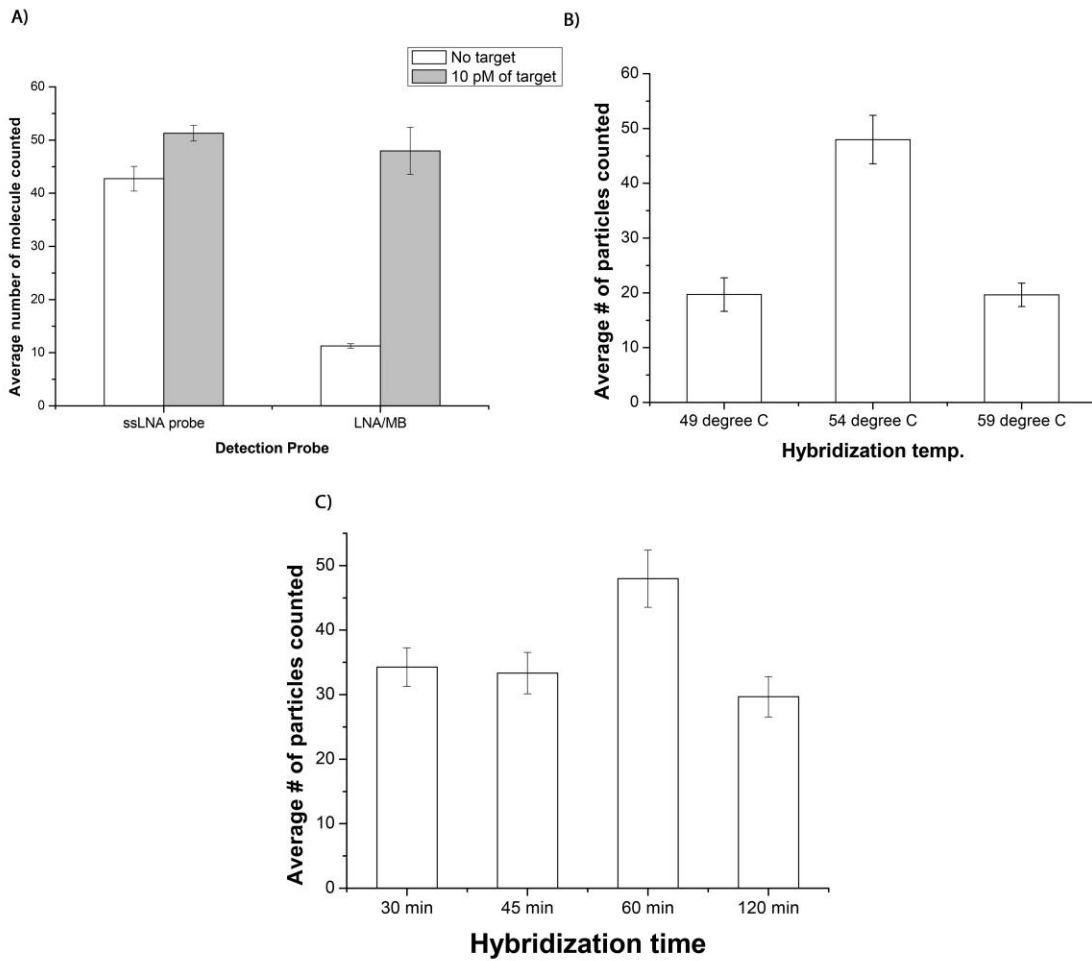 A)
No target
10 pM of target
60
50
40
30
20
10
0
Average number of molecule counted
ssLNA probe
LNA/MB
Detection Probe
B)
60
50
40
30
20
10
0
Average # of particles counted
49 degree C
54 degree C
59 degree C
Hybridization temp.
C)
50
40
30
20
10
0
Average # of particles counted
30 min
45 min
60 min
120 min
Hybridization time